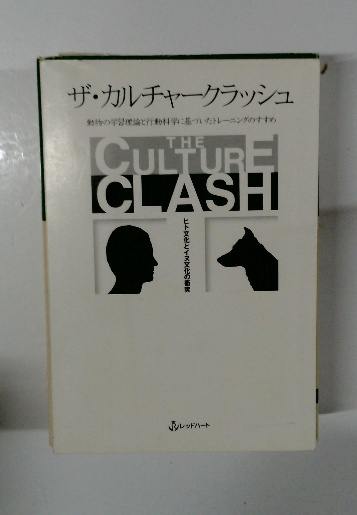 ザ・カルチャークラッシュ
動物の学習理論と行動科学に基づいたトレーニングのすすめ
THE
CULTURE
CLASH
ヒト文化とイヌ文化の衝突
レッドハート